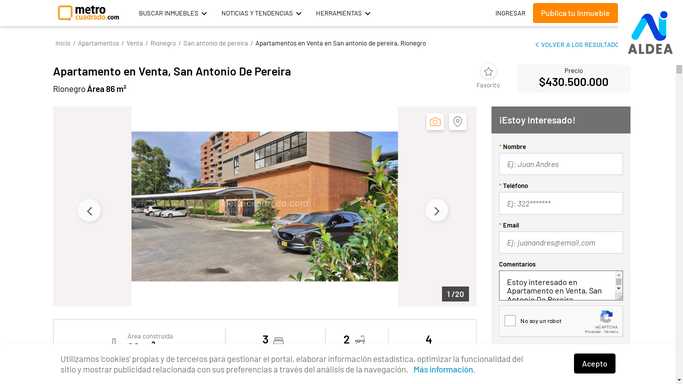 metro
cuadrado.com
BUSCAR INMUEBLES
NOTICIAS Y TENDENCIAS
HERRAMIENTAS
INGRESAR
Publica tu Inmueble
ALDEA
Inicio / Apartamentos / Venta / Rionegro / San antonio de pereira / Apartamentos en Venta en San antonio de pereira, Rionegro
< VOLVER A LOS RESULTADO
Apartamento en Venta, San Antonio De Pereira
Rionegro Área 86 m²
Favorito
Precio
$430.500.000
¡Estoy interesado!
* Nombre
Ej: Juan Andres
* Teléfono
Ej: 322*******
* Email
Ej: juanandres@email.com
Comentarios
Estoy interesado en
Apartamento en Venta, San
Antonio De Pereira
1 / 20
No soy un robot
reCAPTCHA
Privacidad - Términos
Área construida
3
2
4
Utilizamos 'cookies' propias y de terceros para gestionar el portal, elaborar información estadística, optimizar la funcionalidad del
sitio y mostrar publicidad relacionada con sus preferencias a través del análisis de la navegación. Más información.
Acepto